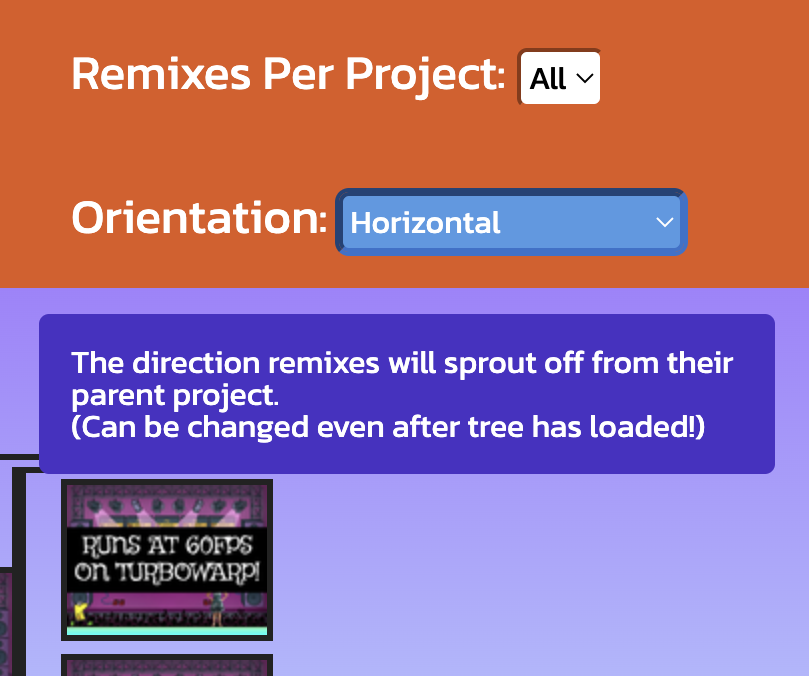 Remixes Per Project: All
Orientation: Horizontal
The direction remixes will sprout off from their
parent project.
(Can be changed even after tree has loaded!)
RUNS AT 60FPS
ON TURBOWARP!